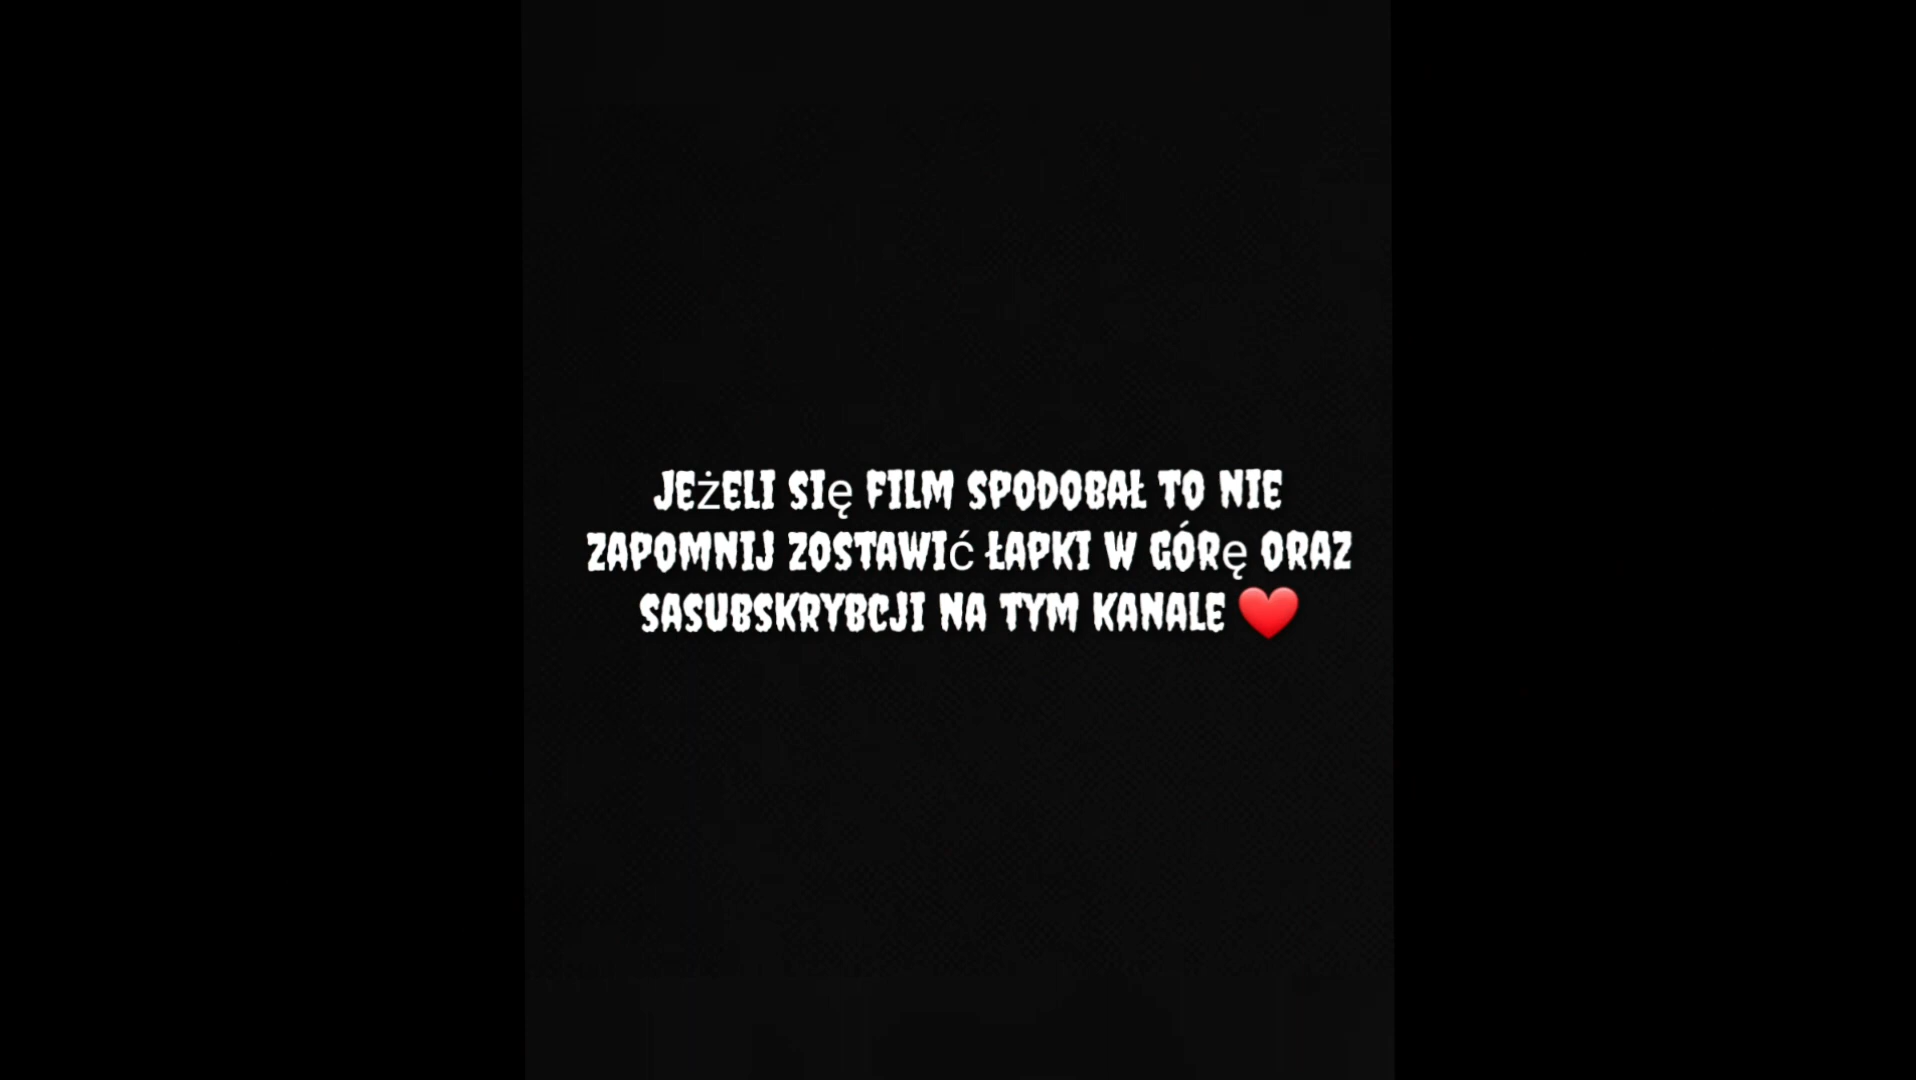 JEżELI SIę FILM SPODOBAŁ TO NIE
ZAPOMNIJ ZOSTAWIć ŁAPKI W GÓRę ORAZ
SASUBSKRYBCJI NA TYM KANALE ❤️